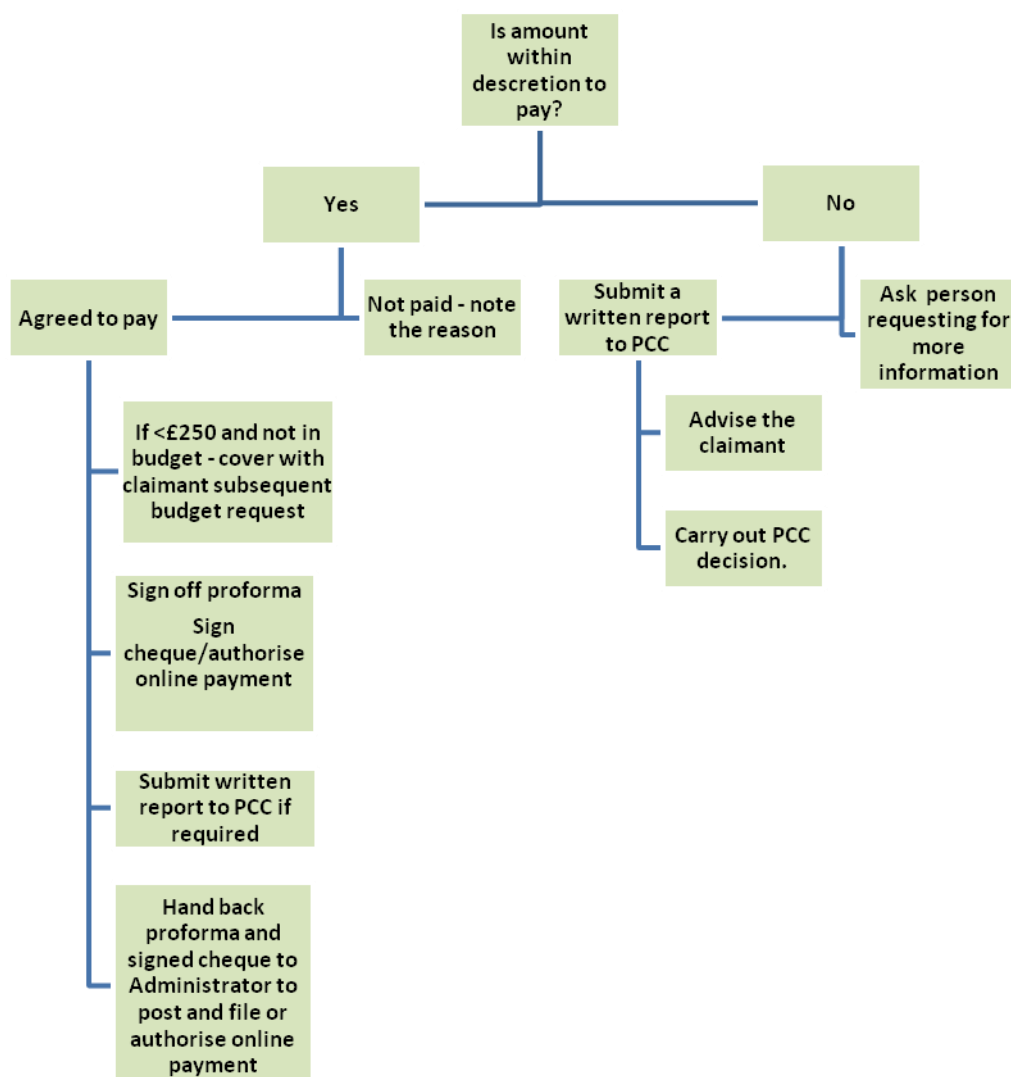 Is amount
within
descretion to
pay?
Yes
No
Agreed to pay
Not paid - note
the reason
Submit a
written report
to PCC
Ask person
requesting for
more
information
If <£250 and not in
budget - cover with
claimant subsequent
budget request
Advise the
claimant
Carry out PCC
decision.
Sign off proforma
Sign
cheque/authorise
online payment
Submit written
report to PCC if
required
Hand back
proforma and
signed cheque to
Administrator to
post and file or
authorise online
payment